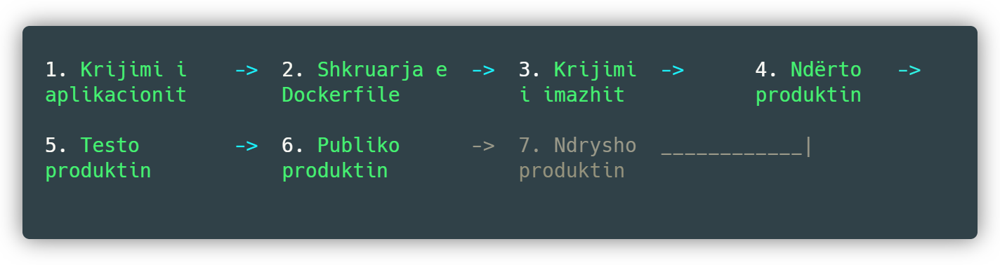 1. Krijimi i    ->  2. Shkruarja e  ->  3. Krijimi  ->      4. Ndërto   ->
aplikacionit        Dockerfile          i imazhit           produktin
5. Testo        ->  6. Publiko      ->  7. Ndrysho  ____________|
produktin           produktin           produktin